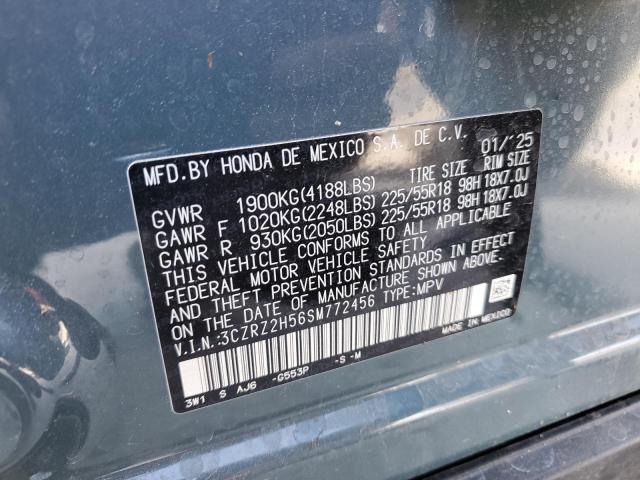 MFD.BY HONDA DE MEXICO S.A. DE C.V. 01/'25
TIRE SIZE RIM SIZE
GVWR 1900KG(4188LBS)
GAWR F 1020KG(2248LBS) 225/55R18 98H 18X7.0J
GAWR R 930KG(2050LBS) 225/55R18 98H 18X7.0J
THIS VEHICLE CONFORMS TO ALL APPLICABLE
FEDERAL MOTOR VEHICLE SAFETY
AND THEFT PREVENTION STANDARDS IN EFFECT
ON THE DATE OF MANUFACTURE SHOWN ABOVE.
V.I.N.:3CZRZ2H56SM772456 TYPE:MPV
MADE IN MEXICO
3W1 S AJ6 -G553P -S -M